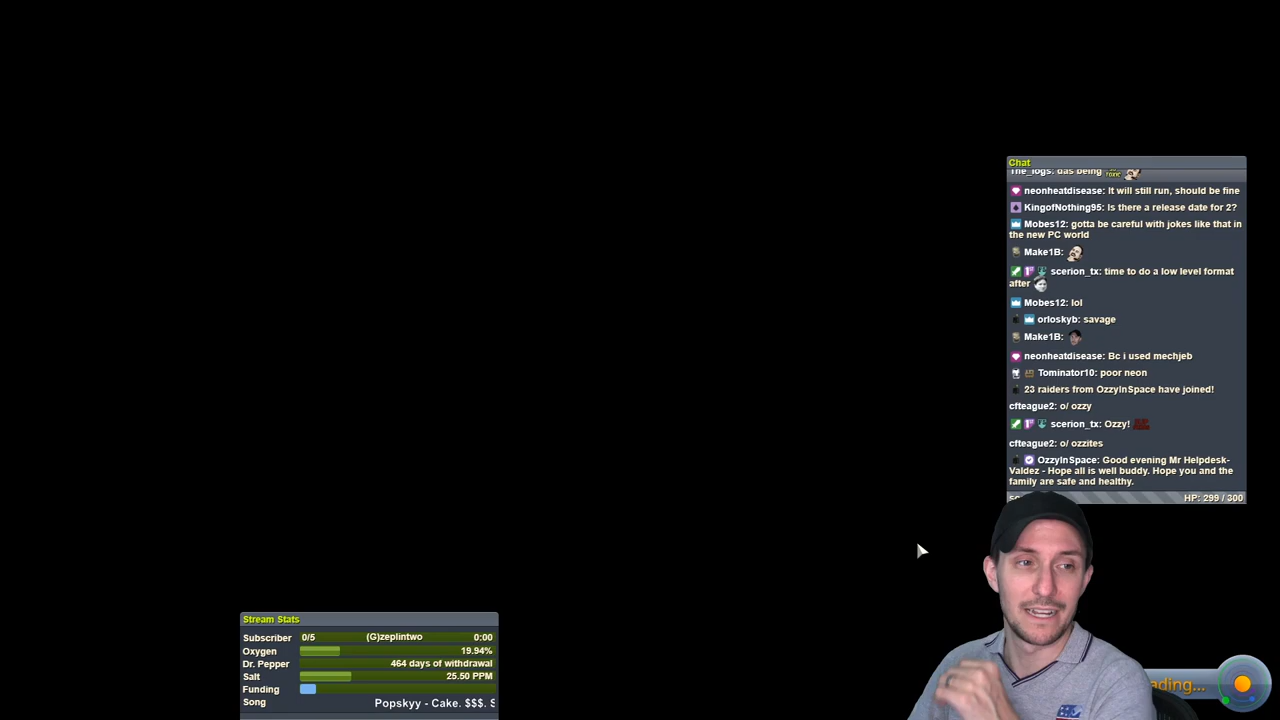 Chat
The_logs: das being
neonheatdisease: It will still run, should be fine
KingofNothing95: Is there a release date for 2?
Mobes12: gotta be careful with jokes like that in
the new PC world
Make1B:
scerion_tx: time to do a low level format
after
Mobes12: lol
orloskyb: savage
Make1B:
neonheatdisease: Bc i used mechjeb
Tominator10: poor neon
23 raiders from OzzyInSpace have joined!
cfteague2: o/ ozzy
scerion_tx: Ozzy!
cfteague2: o/ ozzites
OzzyInSpace: Good evening Mr Helpdesk-
Valdez - Hope all is well buddy. Hope you and the
family are safe and healthy.
HP: 299 / 300
Stream Stats
Subscriber 0/5 (G)zeplintwo 0:00
Oxygen 19.94%
Dr. Pepper 464 days of withdrawal
Salt 25.50 PPM
Funding
Song Popskyy - Cake. $$$. S
ading...